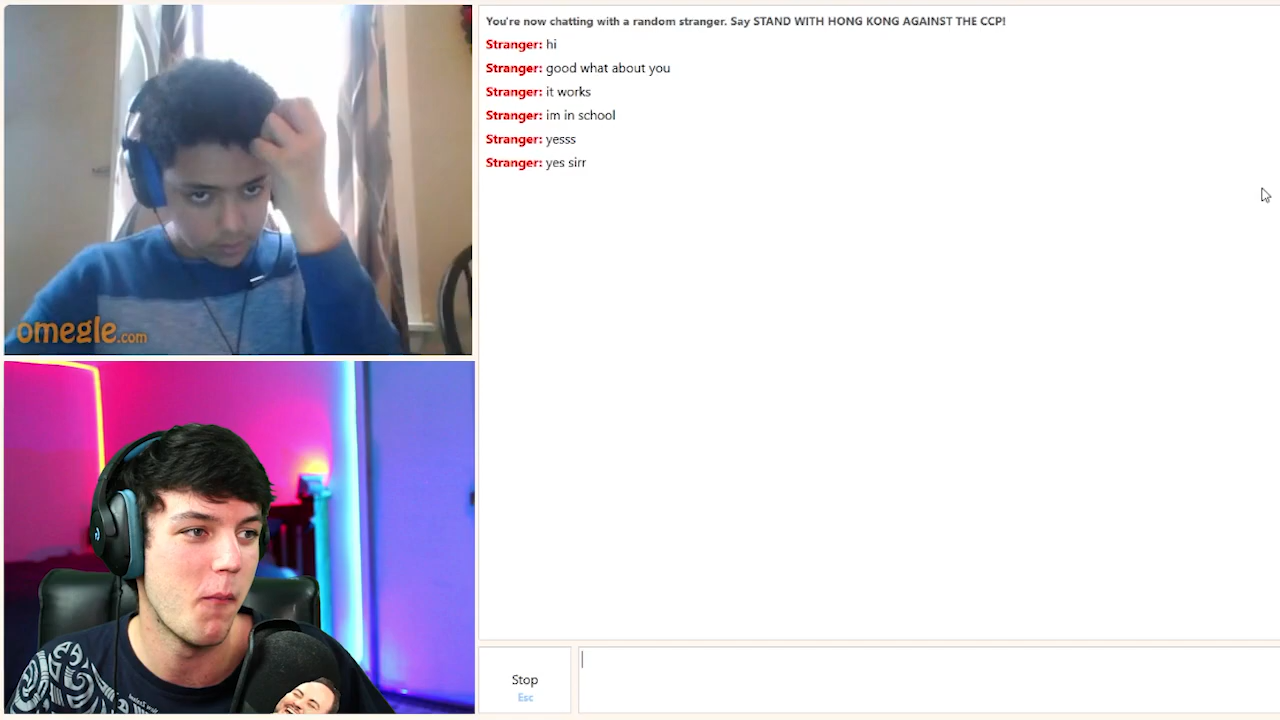 You're now chatting with a random stranger. Say STAND WITH HONG KONG AGAINST THE CCP!
Stranger: hi
Stranger: good what about you
Stranger: it works
Stranger: im in school
Stranger: yesss
Stranger: yes sirr
omegle.com
Stop
Esc